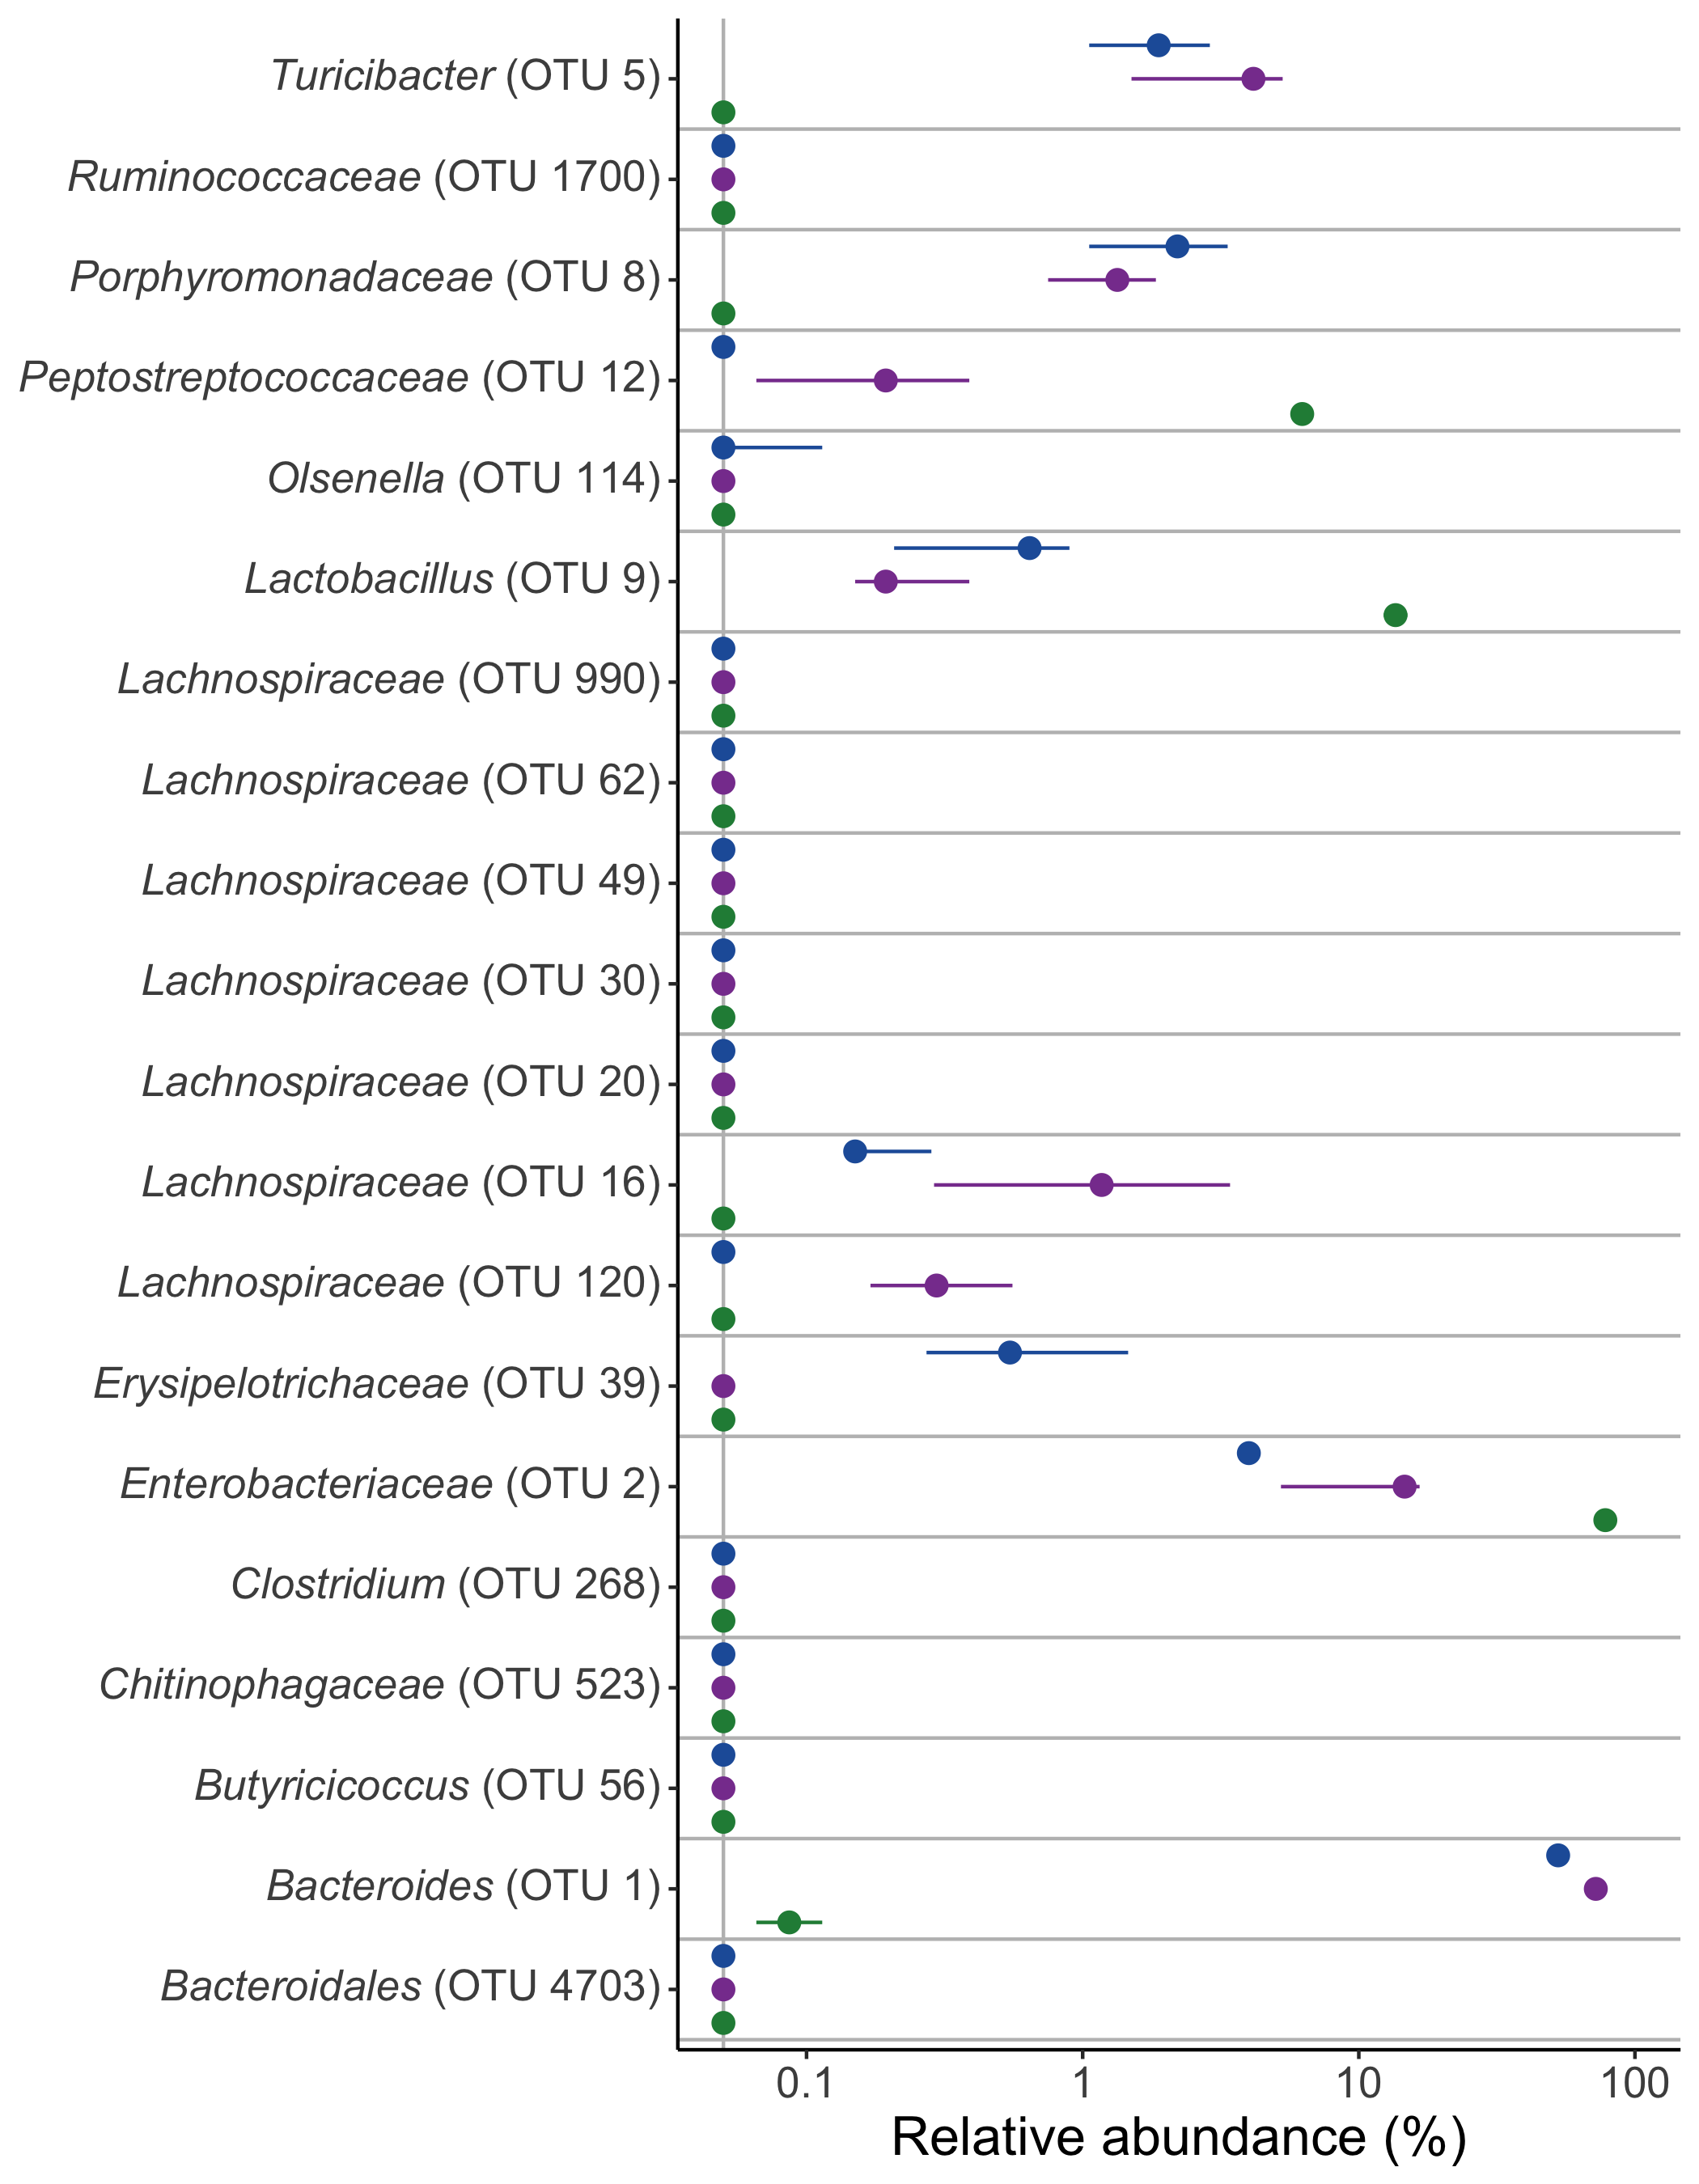 Turicibacter (OTU 5)
Ruminococcaceae (OTU 1700)
Porphyromonadaceae (OTU 8)
Peptostreptococcaceae (OTU 12)
Olsenella (OTU 114)
Lactobacillus (OTU 9)
Lachnospiraceae (OTU 990)
Lachnospiraceae (OTU 62)
Lachnospiraceae (OTU 49)
Lachnospiraceae (OTU 30)
Lachnospiraceae (OTU 20)
Lachnospiraceae (OTU 16)
Lachnospiraceae (OTU 120)
Erysipelotrichaceae (OTU 39)
Enterobacteriaceae (OTU 2)
Clostridium (OTU 268)
Chitinophagaceae (OTU 523)
Butyricicoccus (OTU 56)
Bacteroides (OTU 1)
Bacteroidales (OTU 4703)
0.1 1 10 100
Relative abundance (%)